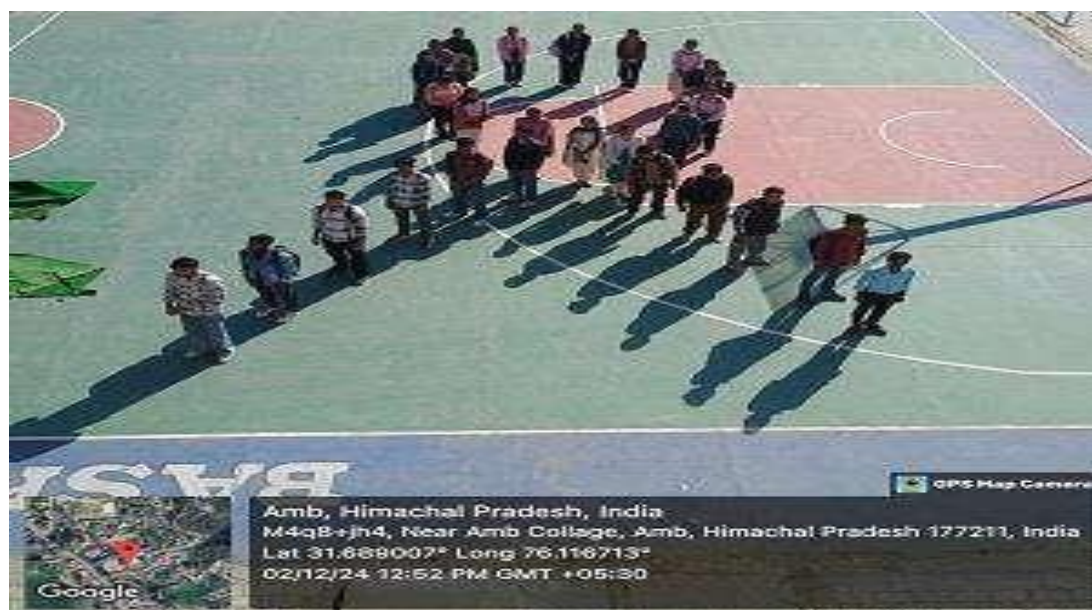 GPS Map Camera
Amb, Himachal Pradesh, India
M4q8+jh4, Near Amb Collage, Amb, Himachal Pradesh 177211, India
Lat 31.689007° Long 76.116713°
02/12/24 12:52 PM GMT +05:30
Google